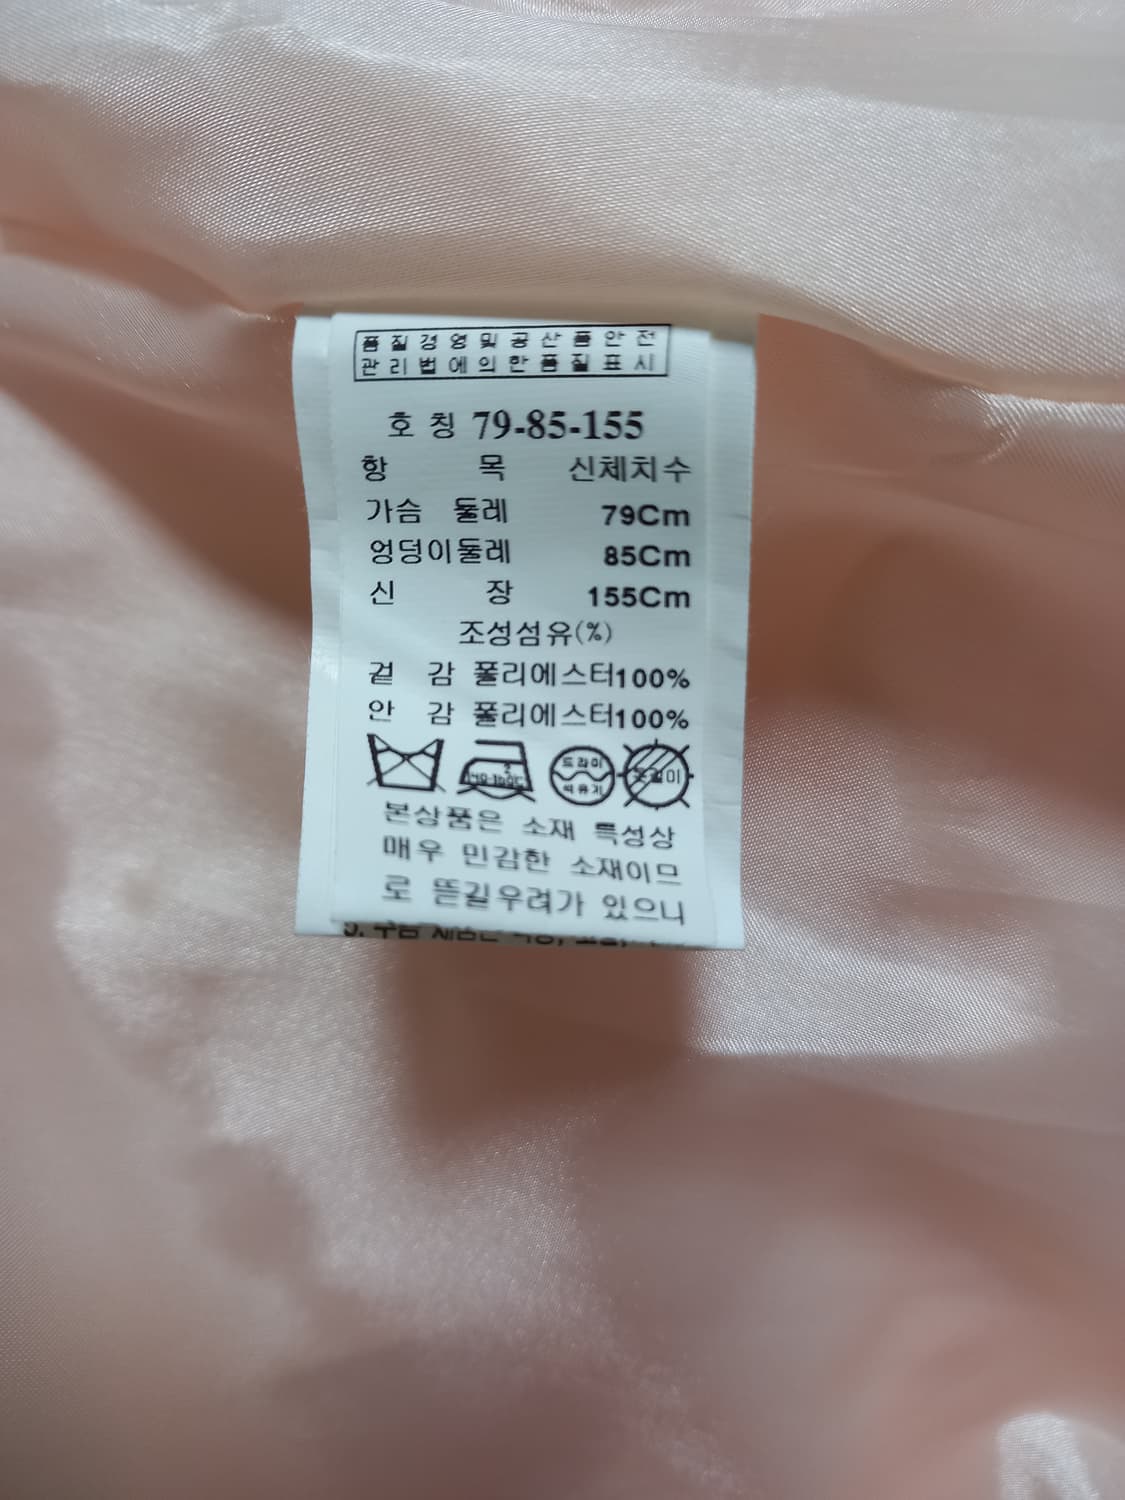 품질경영및공산품안전
관리법에의한품질표시
호칭 79-85-155
항 목 신체치수
가슴 둘레 79Cm
엉덩이둘레 85Cm
신 장 155Cm
조성섬유(%)
겉 감 폴리에스터100%
안 감 폴리에스터100%
드라이
석유계
본상품은 소재 특성상
매우 민감한 소재이므
로 뜯길우려가 있으니